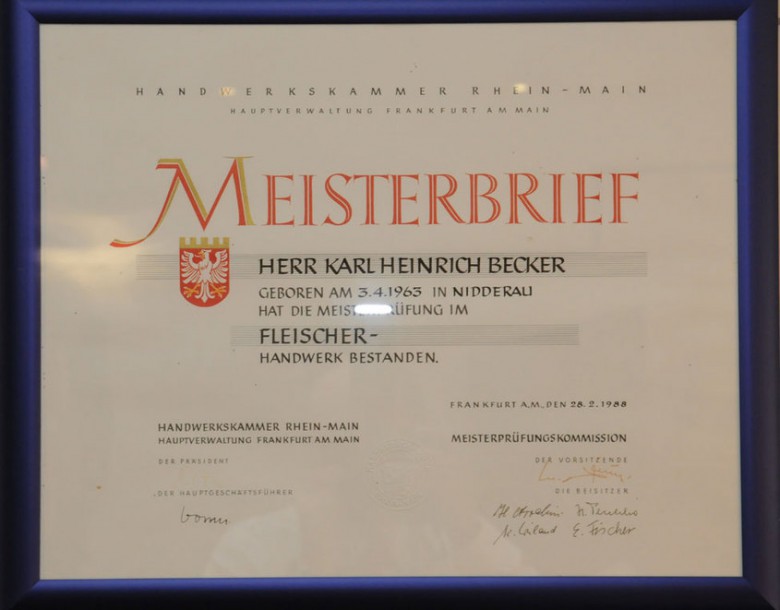 HANDWERKSKAMMER RHEIN-MAIN
HAUPTVERWALTUNG FRANKFURT AM MAIN
MEISTERBRIEF
HERR KARL HEINRICH BECKER
GEBOREN AM 3.4.1963 IN NIDDERAU
HAT DIE MEISTERPRÜFUNG IM
FLEISCHER-
HANDWERK BESTANDEN.
FRANKFURT A.M., DEN 28.2.1988
HANDWERKSKAMMER RHEIN-MAIN
HAUPTVERWALTUNG FRANKFURT AM MAIN
DER PRÄSIDENT
DER HAUPTGESCHÄFTSFÜHRER
MEISTERPRÜFUNGSKOMMISSION
DER VORSITZENDE
DIE BEISITZER
E. Fischer